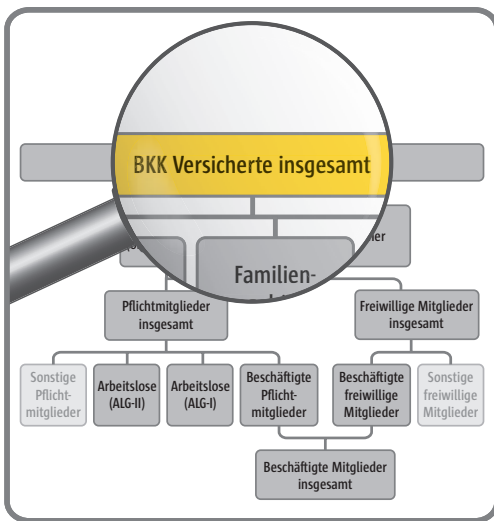 BKK Versicherte insgesamt
Familien-
Pflichtmitglieder
insgesamt
Freiwillige Mitglieder
insgesamt
Sonstige
Pflicht-
mitglieder
Arbeitslose
(ALG-II)
Arbeitslose
(ALG-I)
Beschäftigte
Pflicht-
mitglieder
Beschäftigte
freiwillige
Mitglieder
Sonstige
freiwillige
Mitglieder
Beschäftigte Mitglieder
insgesamt